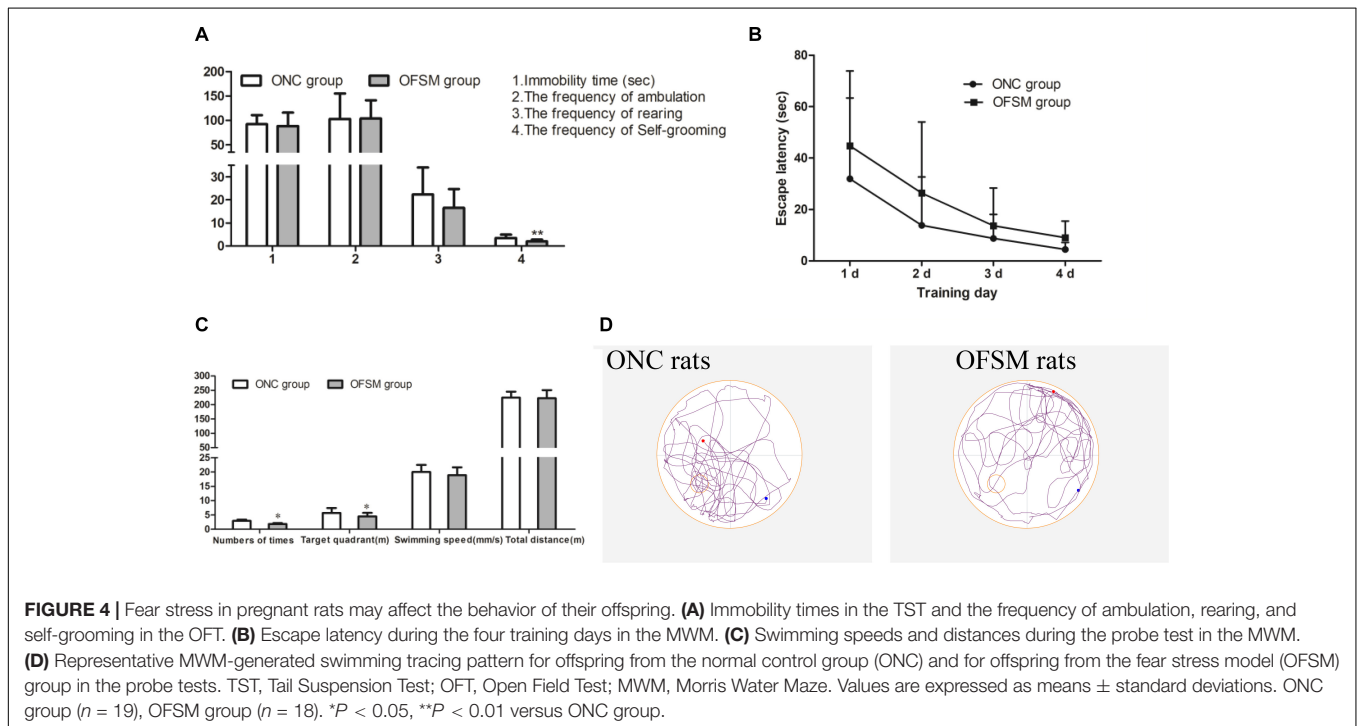 A
ONC group
OFSM group
1.Immobility time (sec)
2.The frequency of ambulation
3.The frequency of rearing
4.The frequency of Self-grooming
200
150
100
50
30
20
10
0
**
1
2
3
4
B
ONC group
OFSM group
Escape latency (sec)
80
60
40
20
0
1 d
2 d
3 d
4 d
Training day
C
ONC group
OFSM group
300
250
200
150
100
50
25
20
15
10
5
0
*
*
Numbers of times
Target quadrant(m)
Swimming speed(mm/s)
Total distance(m)
D
ONC rats
OFSM rats
FIGURE 4 | Fear stress in pregnant rats may affect the behavior of their offspring. (A) Immobility times in the TST and the frequency of ambulation, rearing, and
self-grooming in the OFT. (B) Escape latency during the four training days in the MWM. (C) Swimming speeds and distances during the probe test in the MWM.
(D) Representative MWM-generated swimming tracing pattern for offspring from the normal control group (ONC) and for offspring from the fear stress model (OFSM)
group in the probe tests. TST, Tail Suspension Test; OFT, Open Field Test; MWM, Morris Water Maze. Values are expressed as means ± standard deviations. ONC
group (n = 19), OFSM group (n = 18). *P < 0.05, **P < 0.01 versus ONC group.